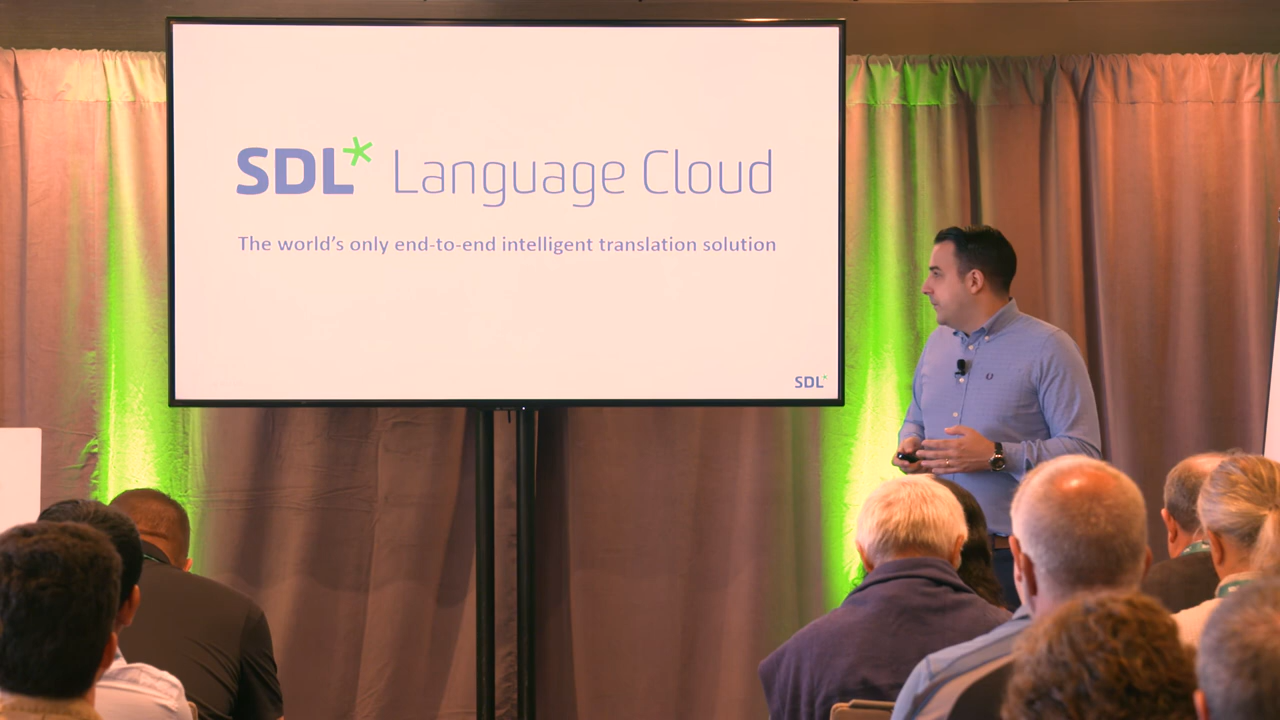 SDL* Language Cloud
The world's only end-to-end intelligent translation solution
SDL*